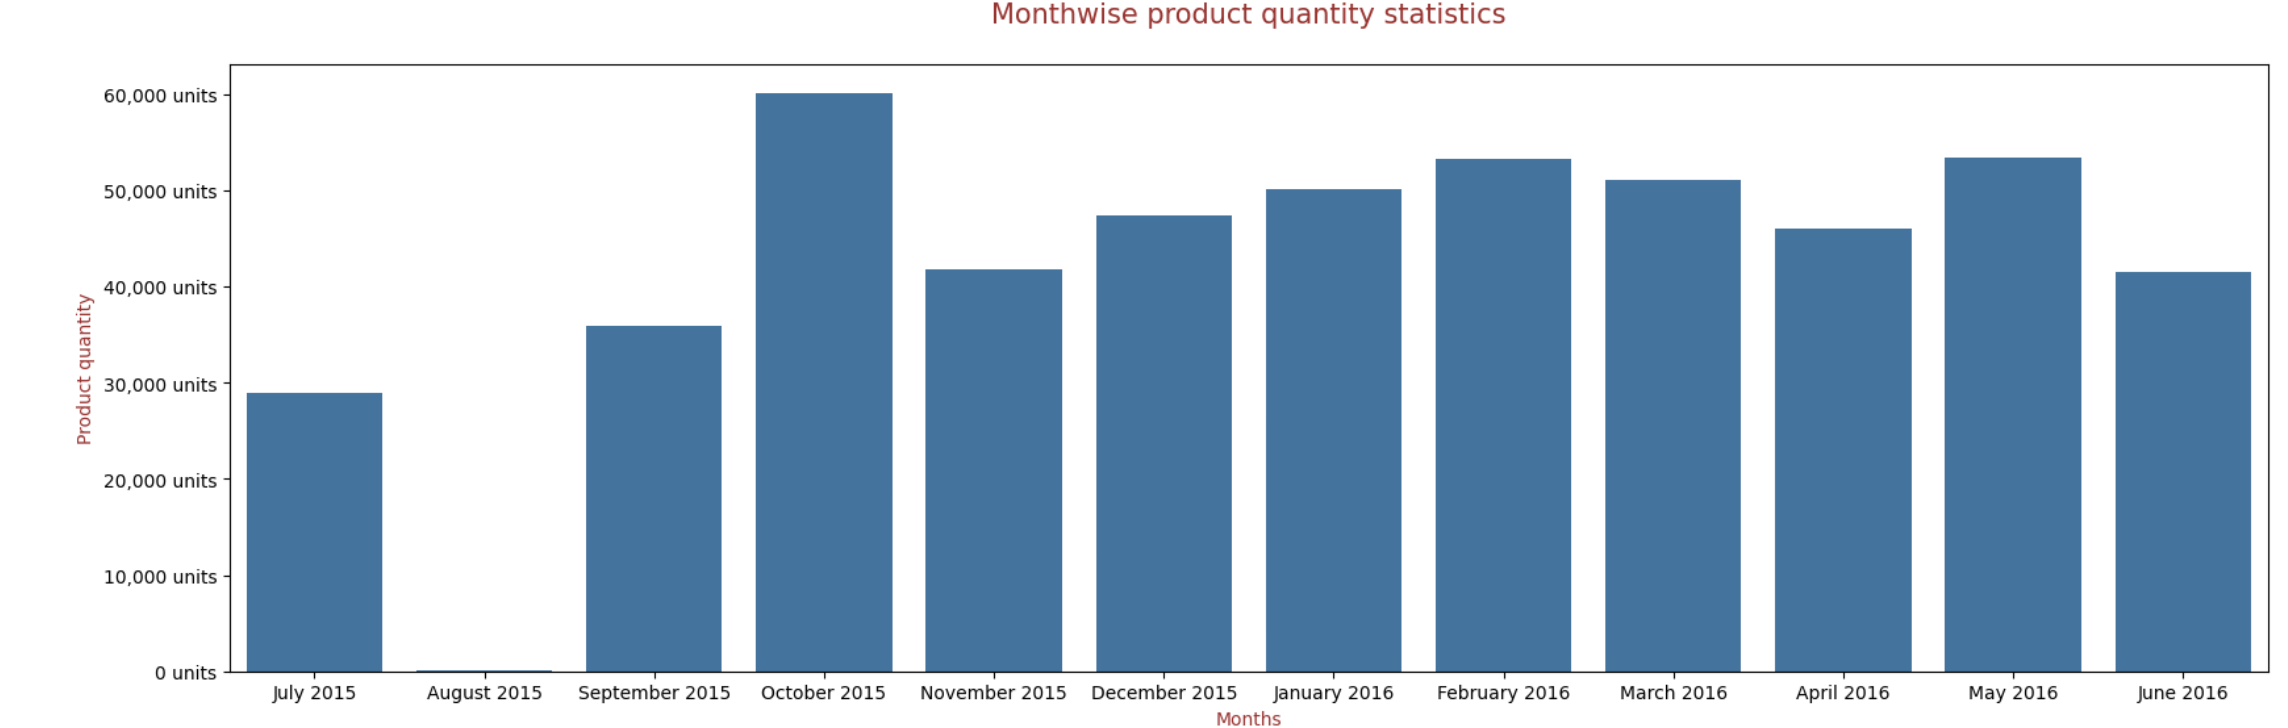 Monthwise product quantity statistics
Product quantity
60,000 units
50,000 units
40,000 units
30,000 units
20,000 units
10,000 units
0 units
July 2015 August 2015 September 2015 October 2015 November 2015 December 2015 January 2016 February 2016 March 2016 April 2016 May 2016 June 2016
Months